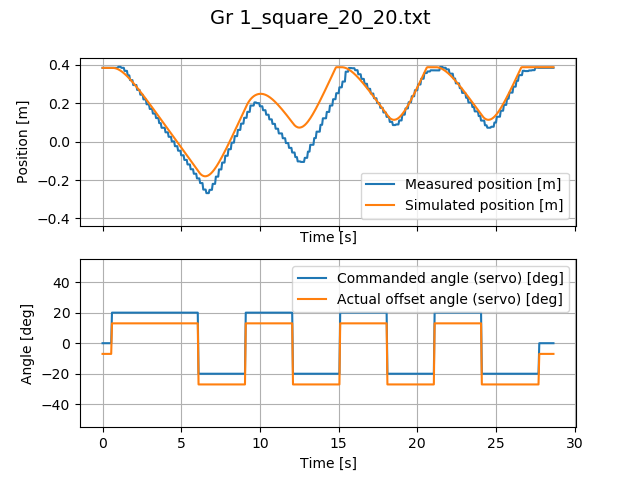 Gr 1_square_20_20.txt
0.4
0.2
0.0
−0.2
−0.4
Position [m]
Measured position [m]
Simulated position [m]
Time [s]
40
20
0
−20
−40
Angle [deg]
Commanded angle (servo) [deg]
Actual offset angle (servo) [deg]
0 5 10 15 20 25 30
Time [s]